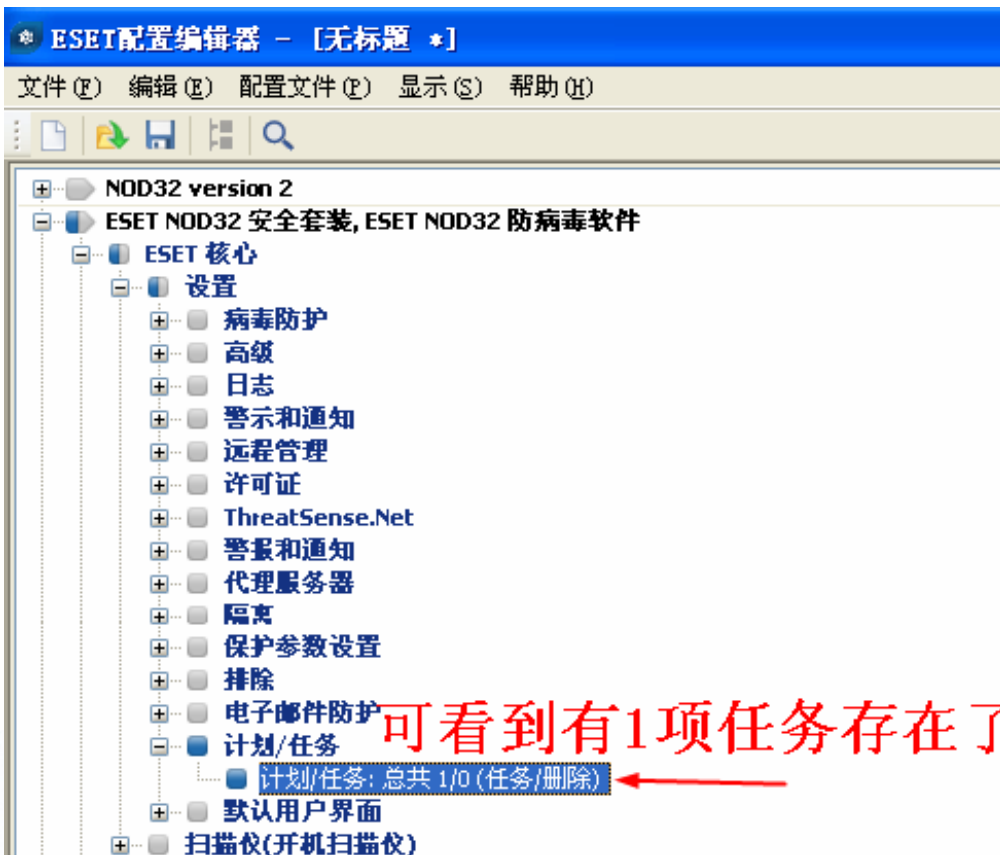 ESET配置编辑器 - [无标题 *]
文件(F) 编辑(E) 配置文件(P) 显示(S) 帮助(H)
NOD32 version 2
ESET NOD32 安全套装, ESET NOD32 防病毒软件
ESET 核心
设置
病毒防护
高级
日志
警示和通知
远程管理
许可证
ThreatSense.Net
警报和通知
代理服务器
隔离
保护参数设置
排除
电子邮件防护
可看到有1项任务存在了
计划/任务
计划/任务: 总共 1/0 (任务/删除)
默认用户界面
扫描仪(开机扫描仪)